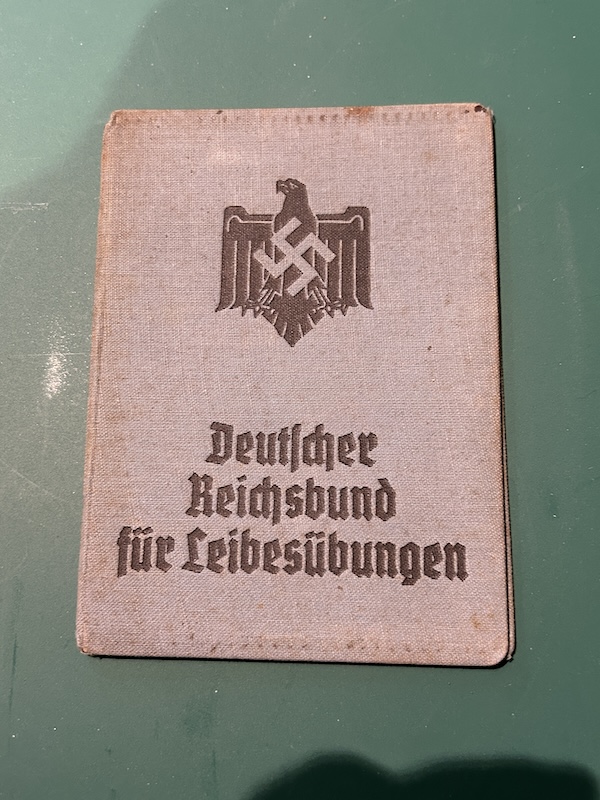 Deutscher
Reichsbund
für Leibesübungen